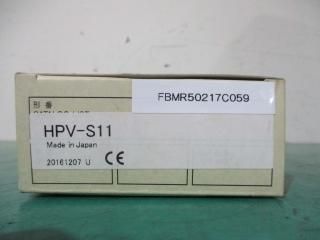 形番
FBMR50217C059
HPV-S11
Made in Japan
20161207 U
CE